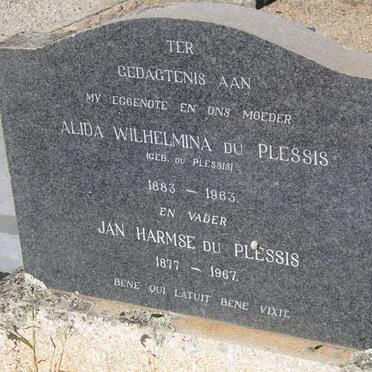 TER
GEDAGTENIS AAN
MY EGGENOTE EN ONS MOEDER
ALIDA WILHELMINA DU PLESSIS
(GEB. DU PLESSIS)
1883 – 1963.
EN VADER
JAN HARMSE DU PLESSIS
1877 – 1967.
BENE QUI LATUIT BENE VIXIT.